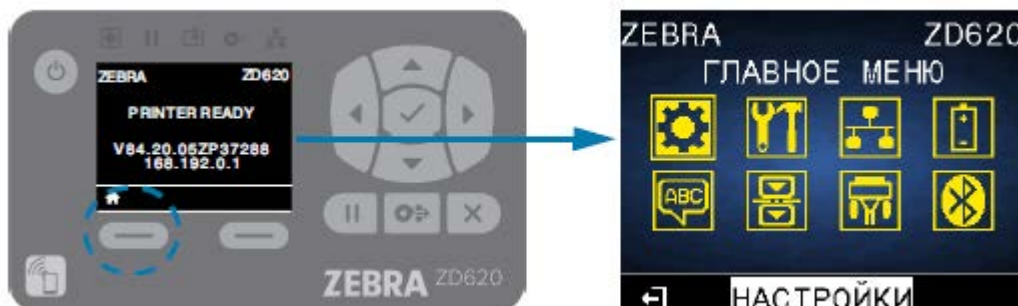 ZEBRA ZD620
PRINTER READY
V84.20.05ZP37288
168.192.0.1
ZEBRA ZD620
ZEBRA ZD620
ГЛАВНОЕ МЕНЮ
ABC
НАСТРОЙКИ